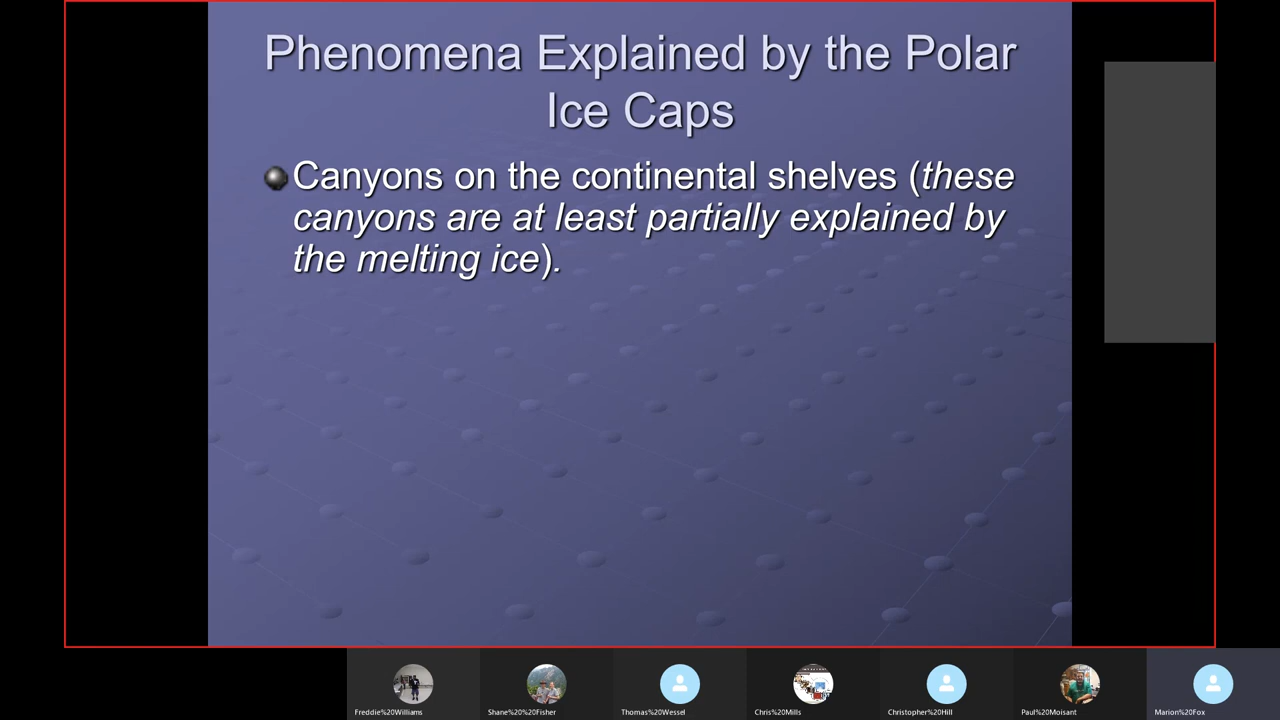 Phenomena Explained by the Polar
Ice Caps
Canyons on the continental shelves (these
canyons are at least partially explained by
the melting ice).
Freddie%20Williams
Shane%20%20Fisher
Thomas%20Wessel
Chris%20Mills
Christopher%20Hill
Paul%20Moisant
Marion%20Fox